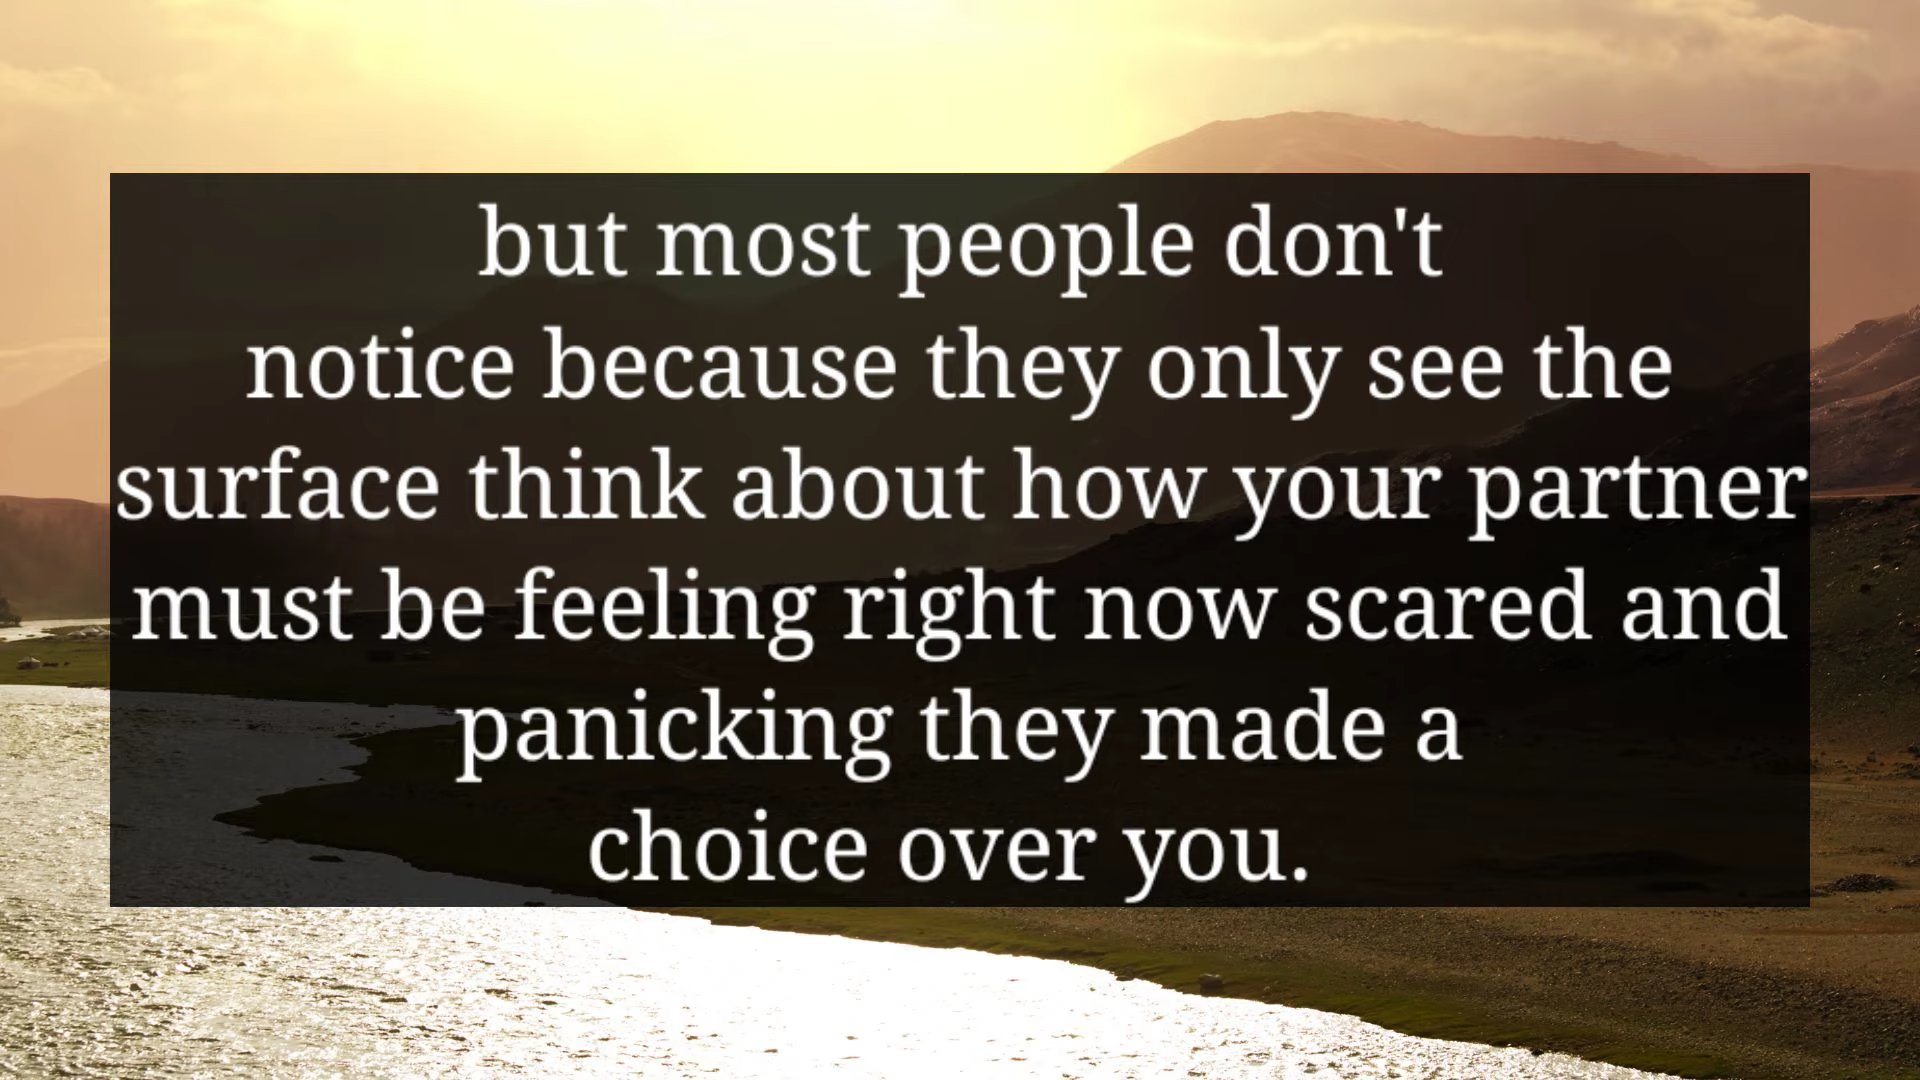 but most people don't
notice because they only see the
surface think about how your partner
must be feeling right now scared and
panicking they made a
choice over you.